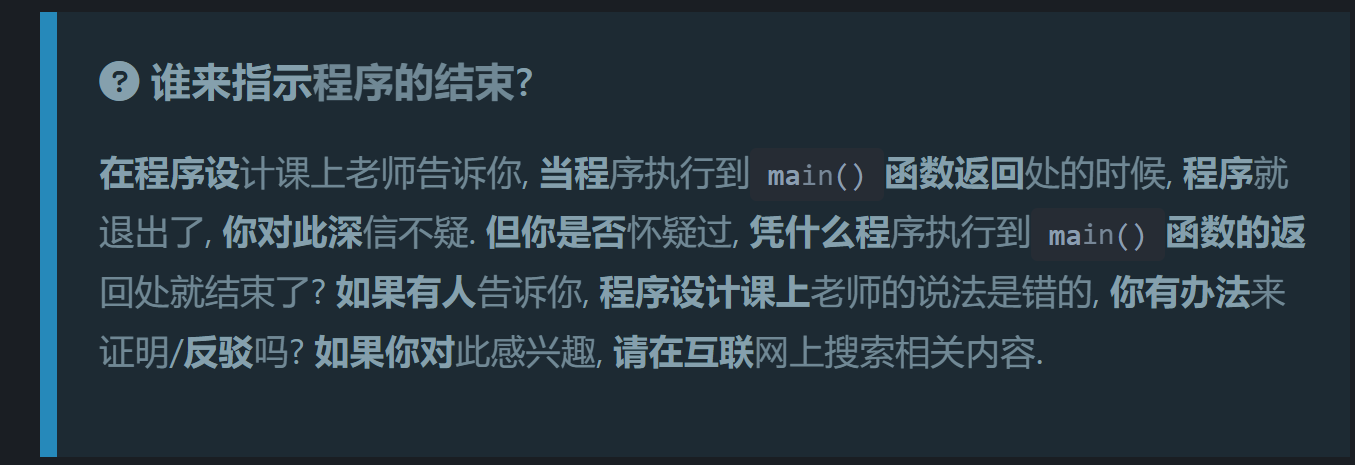 谁来指示程序的结束?
在程序设计课上老师告诉你, 当程序执行到 main() 函数返回处的时候, 程序就
退出了, 你对此深信不疑. 但你是否怀疑过, 凭什么程序执行到 main() 函数的返
回处就结束了? 如果有人告诉你, 程序设计课上老师的说法是错的, 你有办法来
证明/反驳吗? 如果你对此感兴趣, 请在互联网上搜索相关内容.